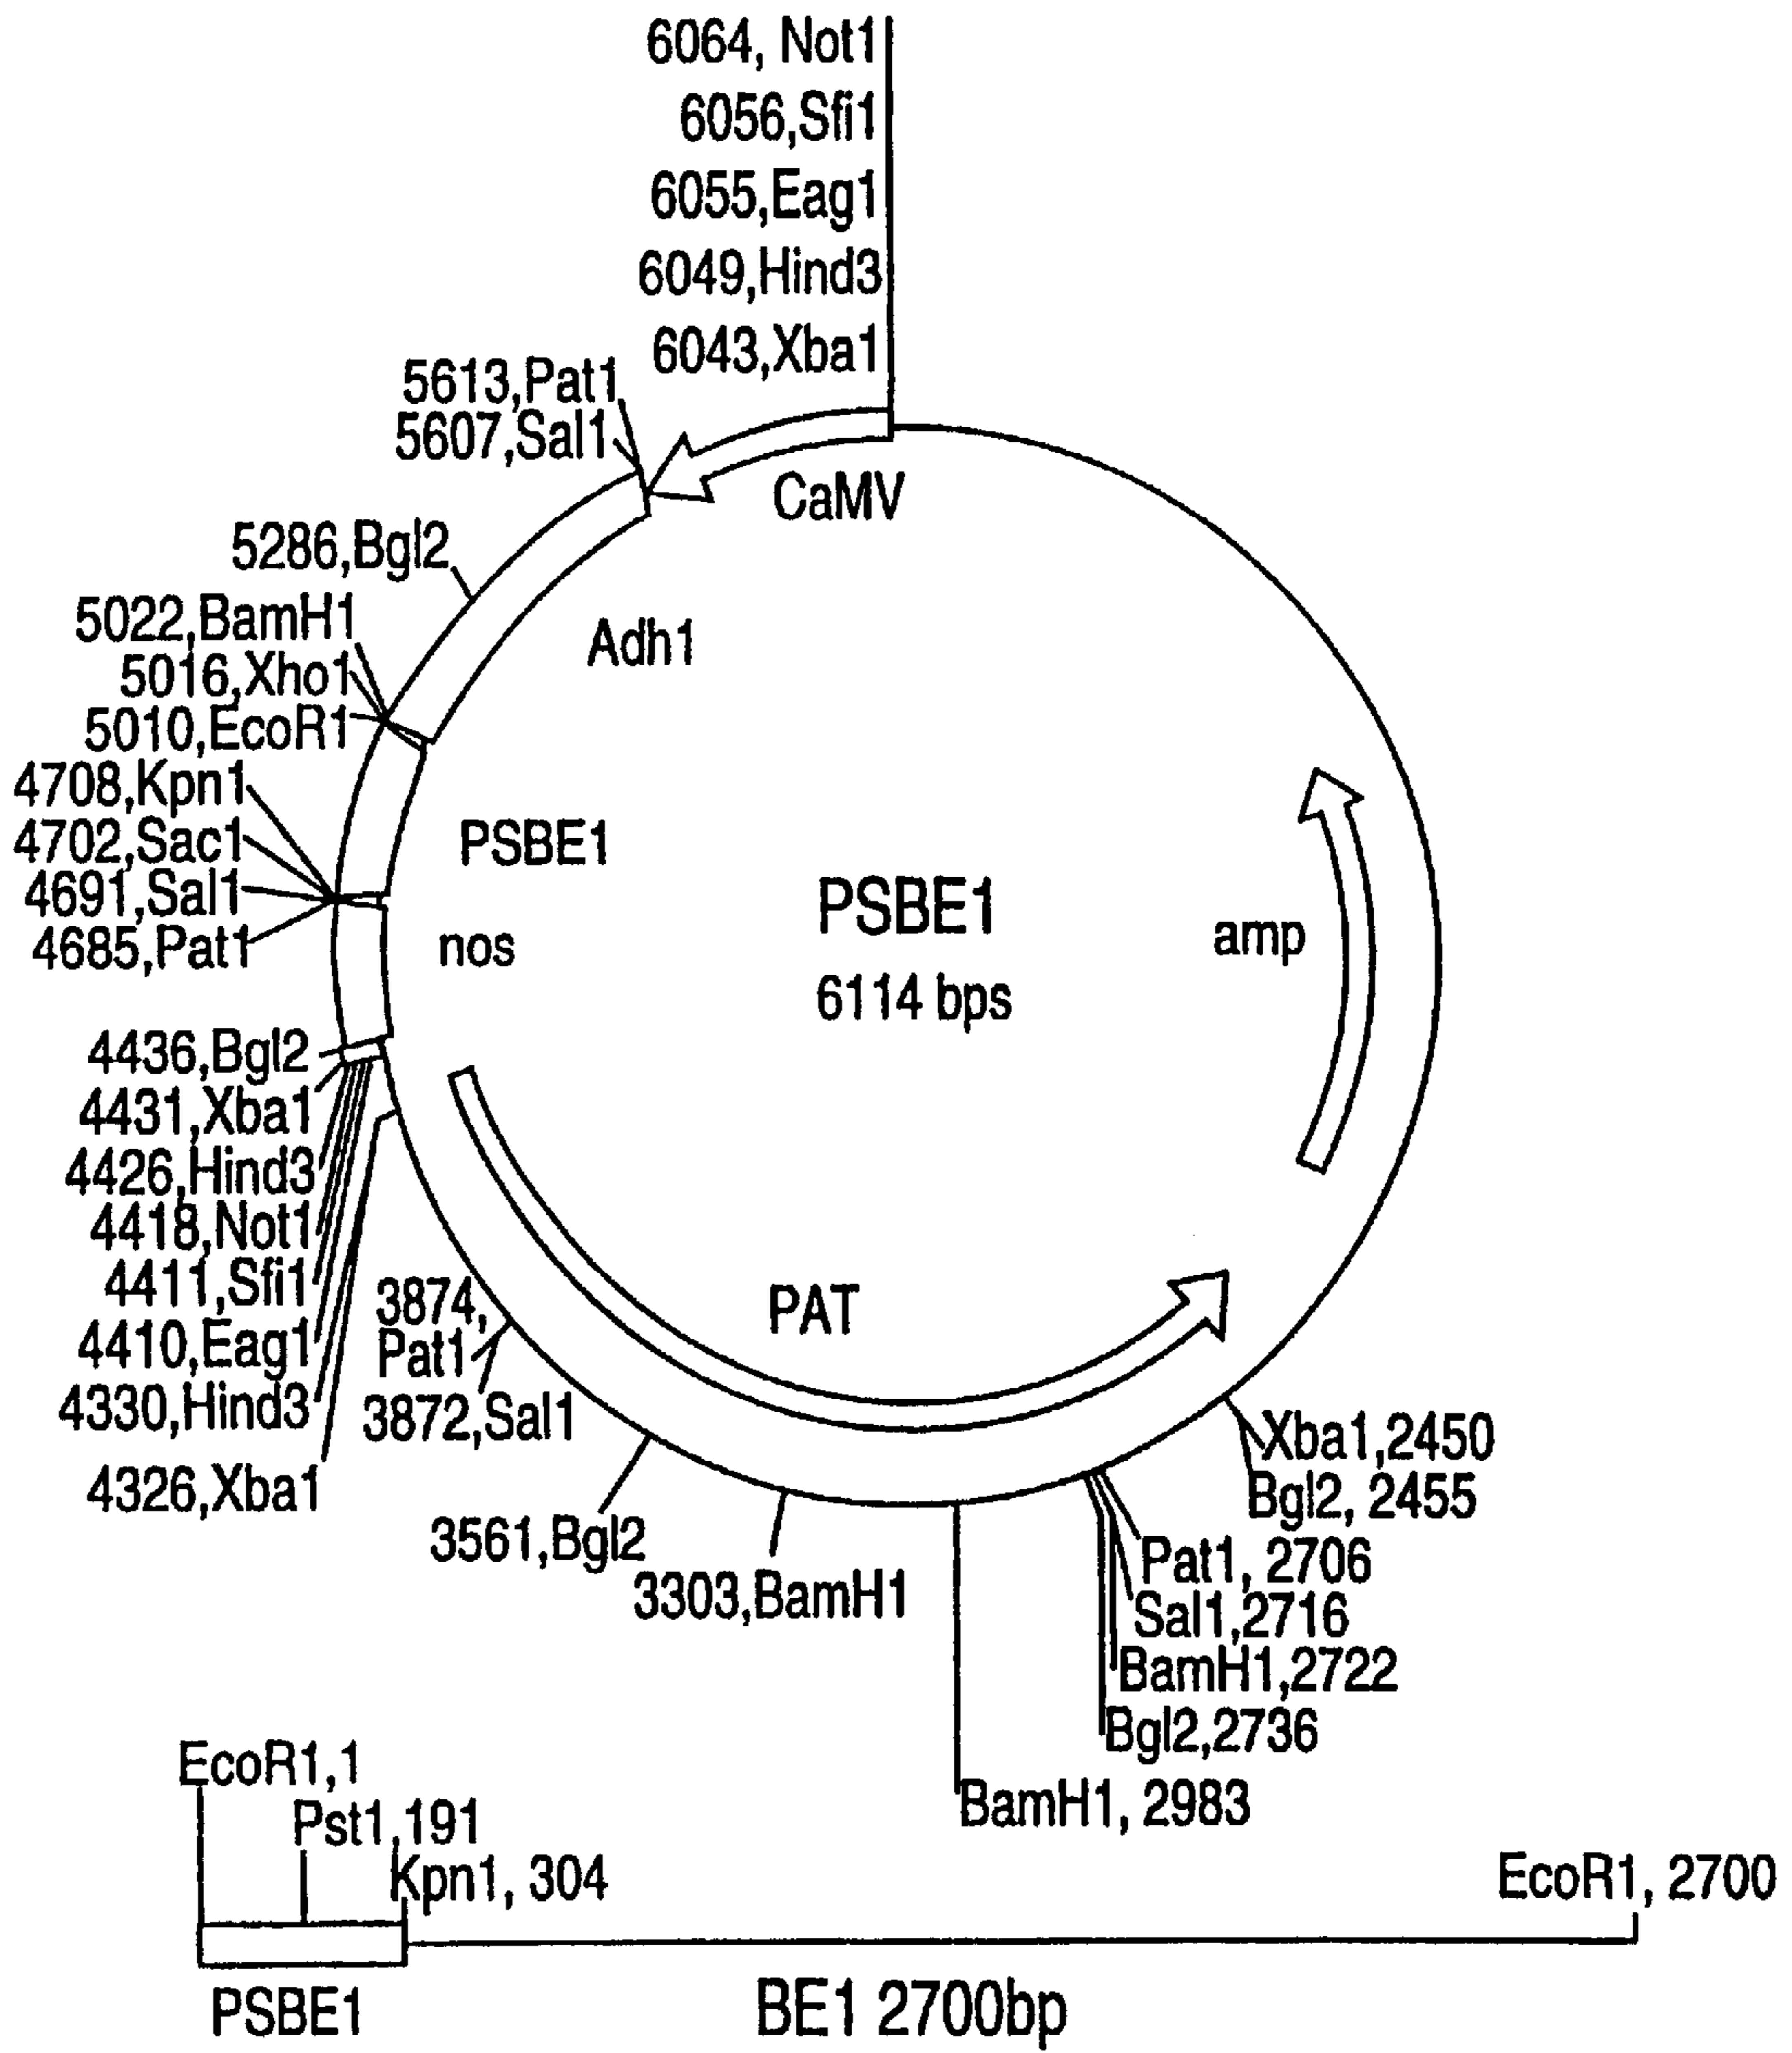 6064, Not1
6056,Sfi1
6055,Eag1
6049,Hind3
6043,Xba1
5613,Pat1
5607,Sal1
CaMV
5286,Bgl2
Adh1
5022,BamH1
5016,Xho1
5010,EcoR1
4708,Kpn1
4702,Sac1
4691,Sal1
4685,Pat1
PSBE1
nos
PSBE1
6114 bps
amp
4436,Bgl2
4431,Xba1
4426,Hind3
4418,Not1
4411,Sfi1
4410,Eag1
4330,Hind3
4326,Xba1
3874,
Pat1
3872,Sal1
PAT
3561,Bgl2
3303,BamH1
Xba1,2450
Bgl2, 2455
Pat1, 2706
Sal1,2716
BamH1,2722
Bgl2,2736
BamH1, 2983
EcoR1,1
Pst1,191
Kpn1, 304
EcoR1, 2700
PSBE1
BE1 2700bp